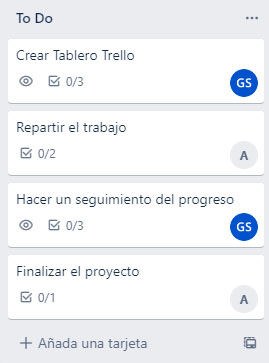 To Do
Crear Tablero Trello
0/3
GS
Repartir el trabajo
0/2
A
Hacer un seguimiento del progreso
0/3
GS
Finalizar el proyecto
0/1
A
Añada una tarjeta